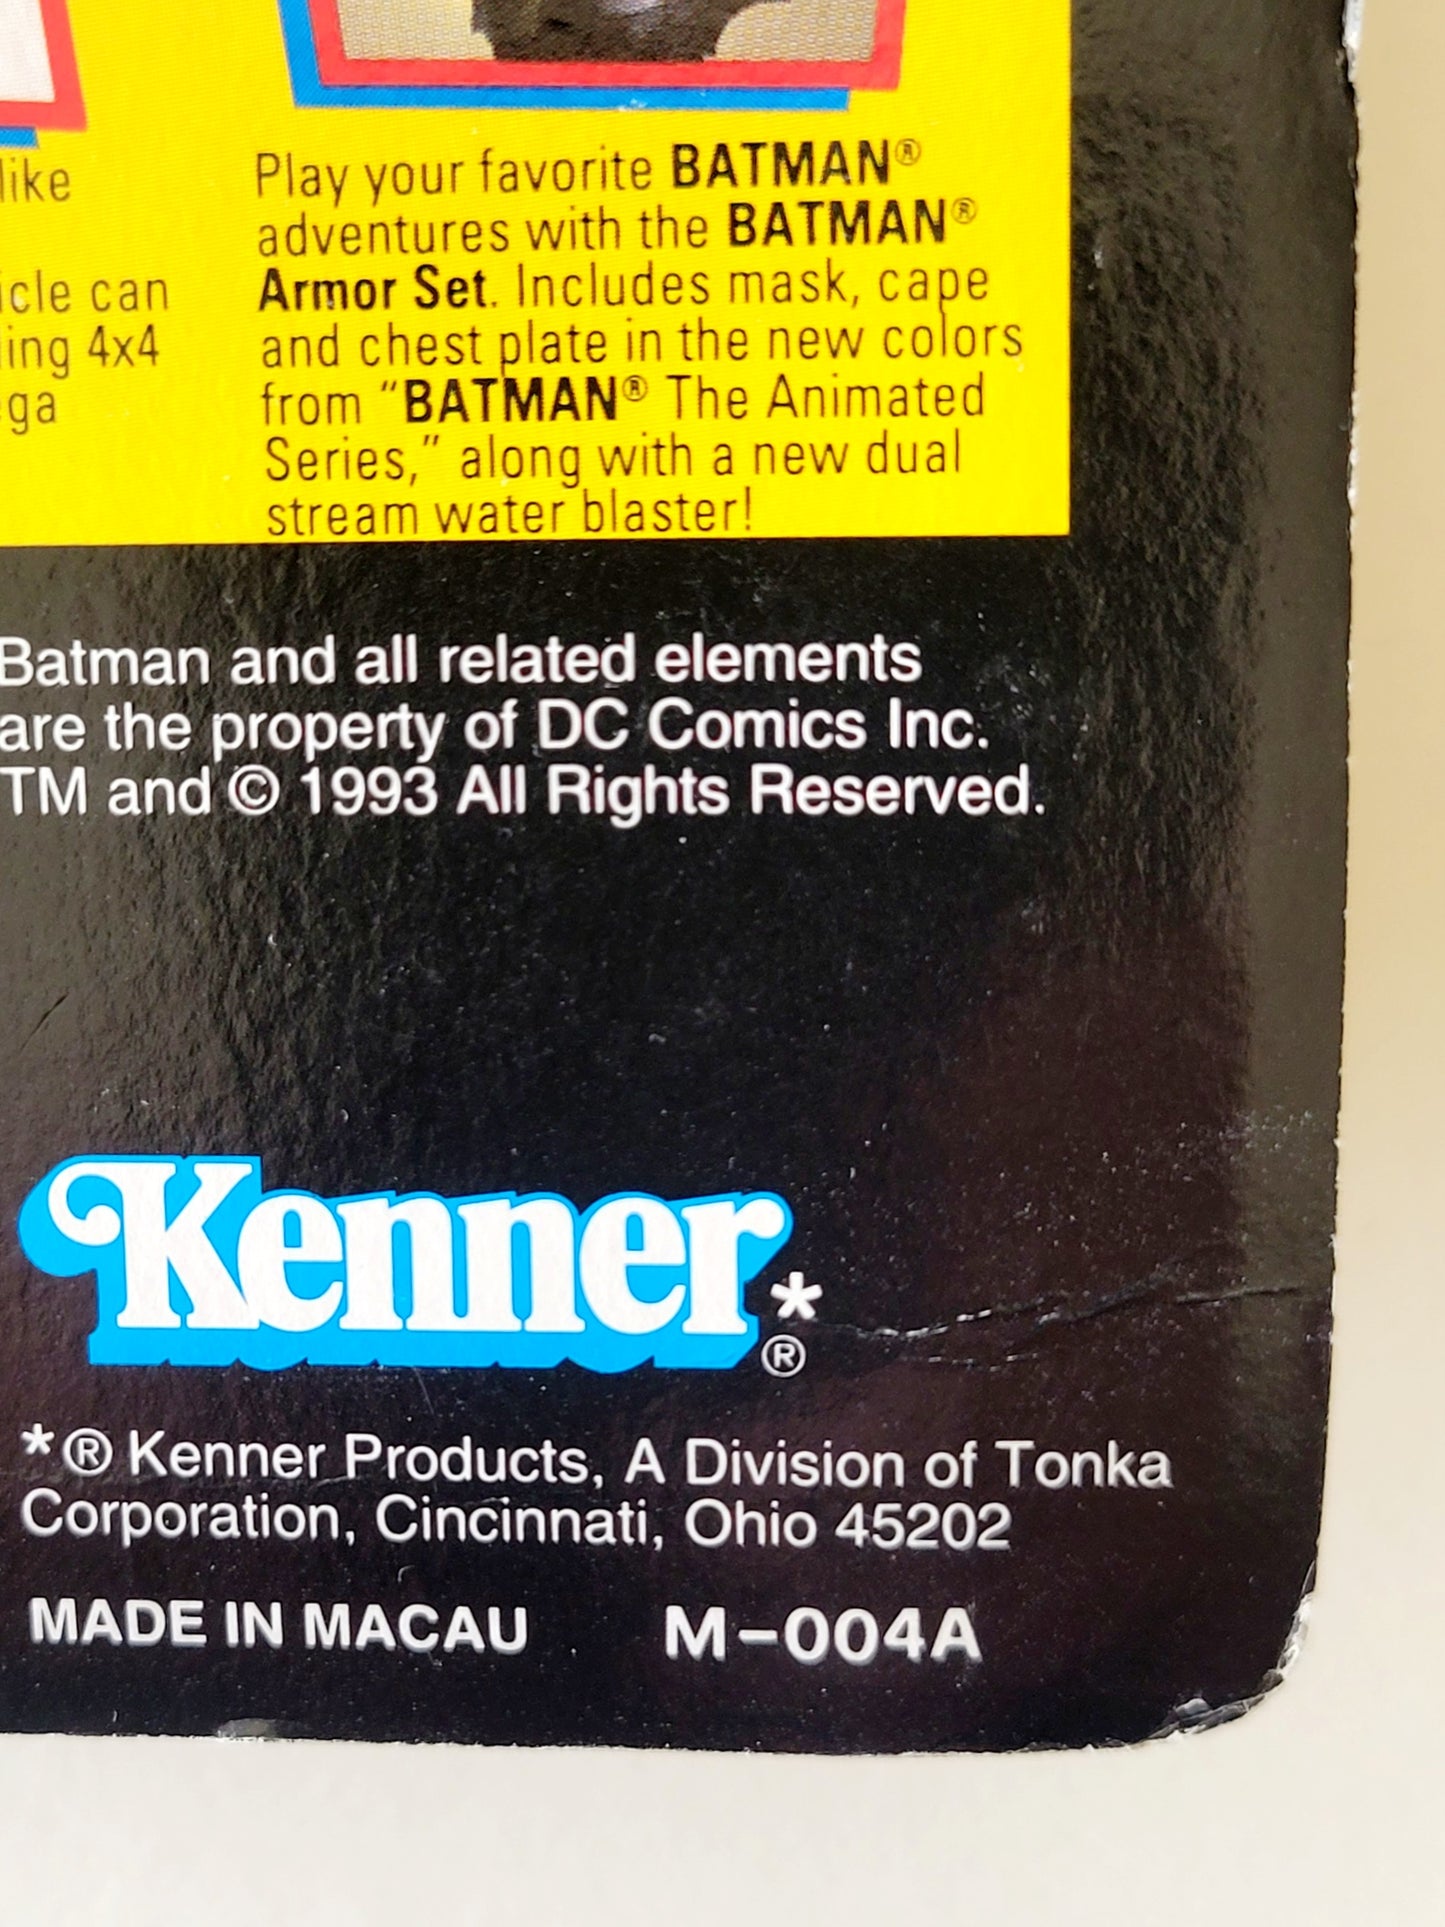 like
icle can
ing 4x4
ga
Play your favorite BATMAN®
adventures with the BATMAN®
Armor Set. Includes mask, cape
and chest plate in the new colors
from "BATMAN® The Animated
Series," along with a new dual
stream water blaster!
Batman and all related elements
are the property of DC Comics Inc.
TM and © 1993 All Rights Reserved.
Kenner*®
*® Kenner Products, A Division of Tonka
Corporation, Cincinnati, Ohio 45202
MADE IN MACAU M-004A